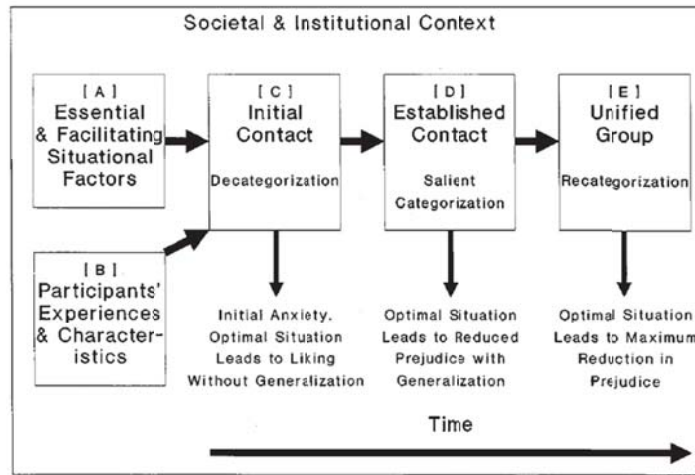 Societal & Institutional Context
[ A ]
Essential
& Facilitating
Situational
Factors
[ B ]
Participants'
Experiences
& Character-
istics
[ C ]
Initial
Contact
Decategorization
[ D ]
Established
Contact
Salient
Categorization
[ E ]
Unified
Group
Recategorization
Initial Anxiety.
Optimal Situation
Leads to Liking
Without Generalization
Optimal Situation
Leads to Reduced
Prejudice with
Generalization
Optimal Situation
Leads to Maximum
Reduction in
Prejudice
Time